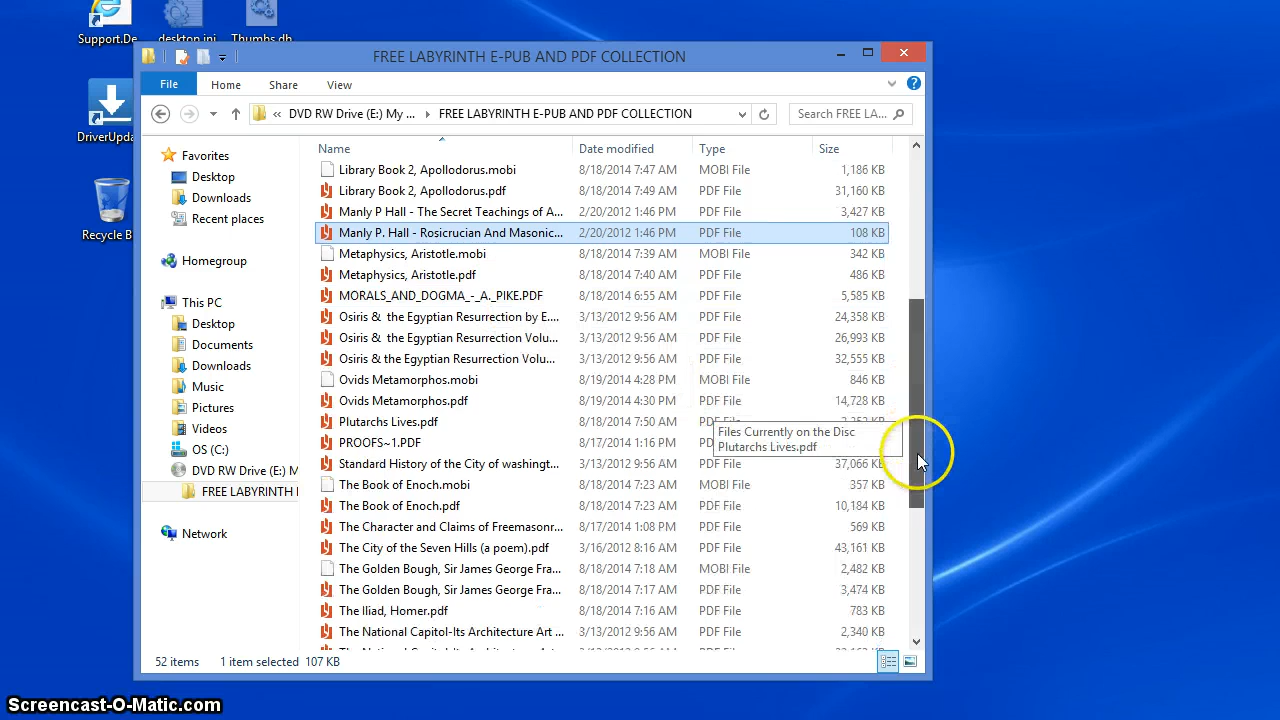 Support.De
desktop.ini
Thumbs.db
FREE LABYRINTH E-PUB AND PDF COLLECTION
File Home Share View
DriverUpda
« DVD RW Drive (E:) My ... FREE LABYRINTH E-PUB AND PDF COLLECTION Search FREE LA...
Recycle B
Favorites
Desktop
Downloads
Recent places
Homegroup
This PC
Desktop
Documents
Downloads
Music
Pictures
Videos
OS (C:)
DVD RW Drive (E:) M
FREE LABYRINTH
Network
Name Date modified Type Size
Library Book 2, Apollodorus.mobi 8/18/2014 7:47 AM MOBI File 1,186 KB
Library Book 2, Apollodorus.pdf 8/18/2014 7:49 AM PDF File 31,160 KB
Manly P Hall - The Secret Teachings of A... 2/20/2012 1:46 PM PDF File 3,427 KB
Manly P. Hall - Rosicrucian And Masonic... 2/20/2012 1:46 PM PDF File 108 KB
Metaphysics, Aristotle.mobi 8/18/2014 7:39 AM MOBI File 342 KB
Metaphysics, Aristotle.pdf 8/18/2014 7:40 AM PDF File 486 KB
MORALS_AND_DOGMA_-_A._PIKE.PDF 8/18/2014 6:55 AM PDF File 5,585 KB
Osiris & the Egyptian Resurrection by E.... 3/13/2012 9:56 AM PDF File 24,358 KB
Osiris & the Egyptian Resurrection Volu... 3/13/2012 9:56 AM PDF File 26,993 KB
Osiris & the Egyptian Resurrection Volu... 3/13/2012 9:56 AM PDF File 32,555 KB
Ovids Metamorphos.mobi 8/19/2014 4:28 PM MOBI File 846 KB
Ovids Metamorphos.pdf 8/19/2014 4:30 PM PDF File 14,728 KB
Plutarchs Lives.pdf 8/18/2014 7:50 AM PDF File KB
Files Currently on the Disc
Plutarchs Lives.pdf
PROOFS~1.PDF 8/17/2014 1:16 PM
Standard History of the City of washingt... 3/13/2012 9:56 AM PDF File 37,066 KB
The Book of Enoch.mobi 8/18/2014 7:23 AM MOBI File 357 KB
The Book of Enoch.pdf 8/18/2014 7:23 AM PDF File 10,184 KB
The Character and Claims of Freemasonr... 8/17/2014 1:08 PM PDF File 569 KB
The City of the Seven Hills (a poem).pdf 3/16/2012 8:16 AM PDF File 43,161 KB
The Golden Bough, Sir James George Fra... 8/18/2014 7:18 AM MOBI File 2,482 KB
The Golden Bough, Sir James George Fra... 8/18/2014 7:17 AM PDF File 3,474 KB
The Iliad, Homer.pdf 8/18/2014 7:16 AM PDF File 783 KB
The National Capitol-Its Architecture Art ... 3/13/2012 9:56 AM PDF File 2,340 KB
52 items 1 item selected 107 KB
Screencast-O-Matic.com